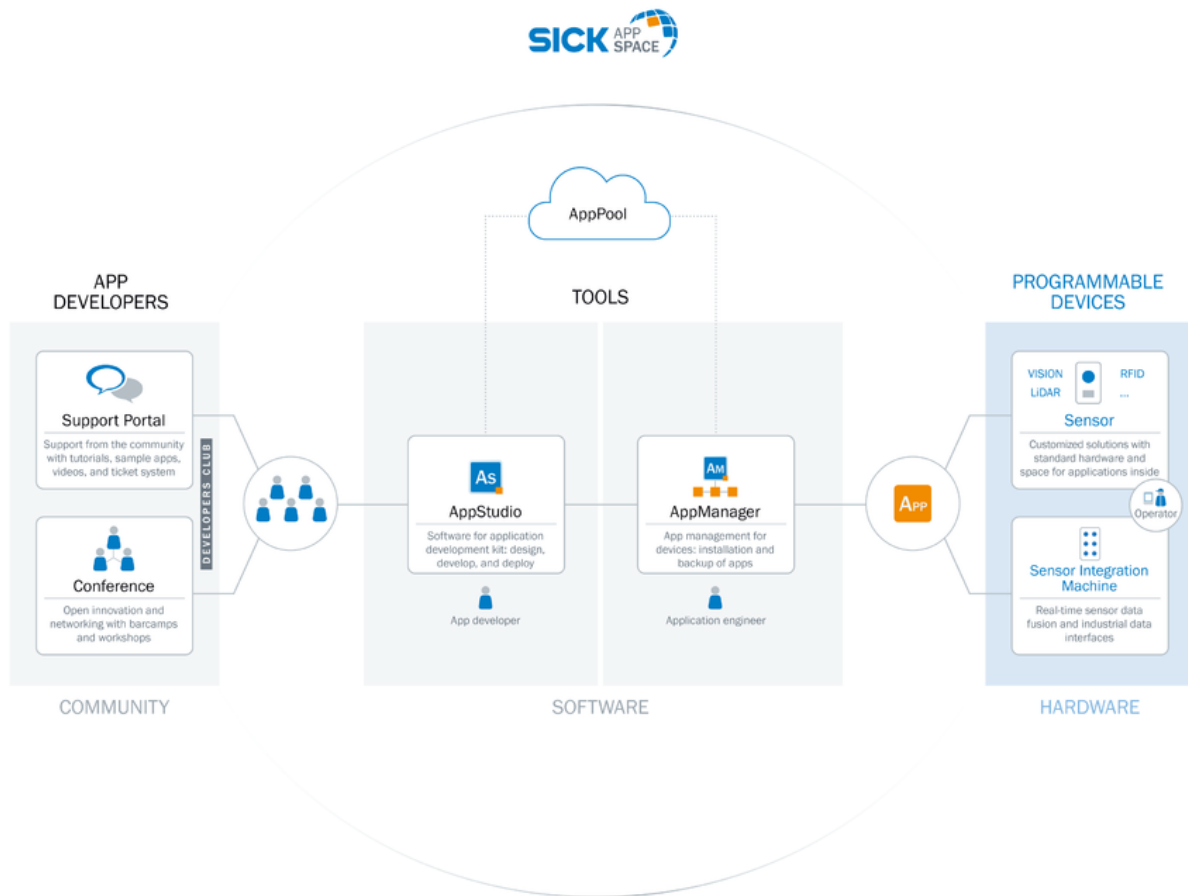 SICK APP SPACE
AppPool
APP
DEVELOPERS
TOOLS
PROGRAMMABLE
DEVICES
Support Portal
Support from the community
with tutorials, sample apps,
videos, and ticket system
Conference
Open innovation and
networking with barcamps
and workshops
DEVELOPERS CLUB
As
AppStudio
Software for application
development kit: design,
develop, and deploy
App developer
AM
AppManager
App management for
devices: installation and
backup of apps
Application engineer
APP
VISION
RFID
LiDAR
...
Sensor
Customized solutions with
standard hardware and
space for applications inside
Operator
Sensor Integration
Machine
Real-time sensor data
fusion and industrial data
interfaces
COMMUNITY
SOFTWARE
HARDWARE